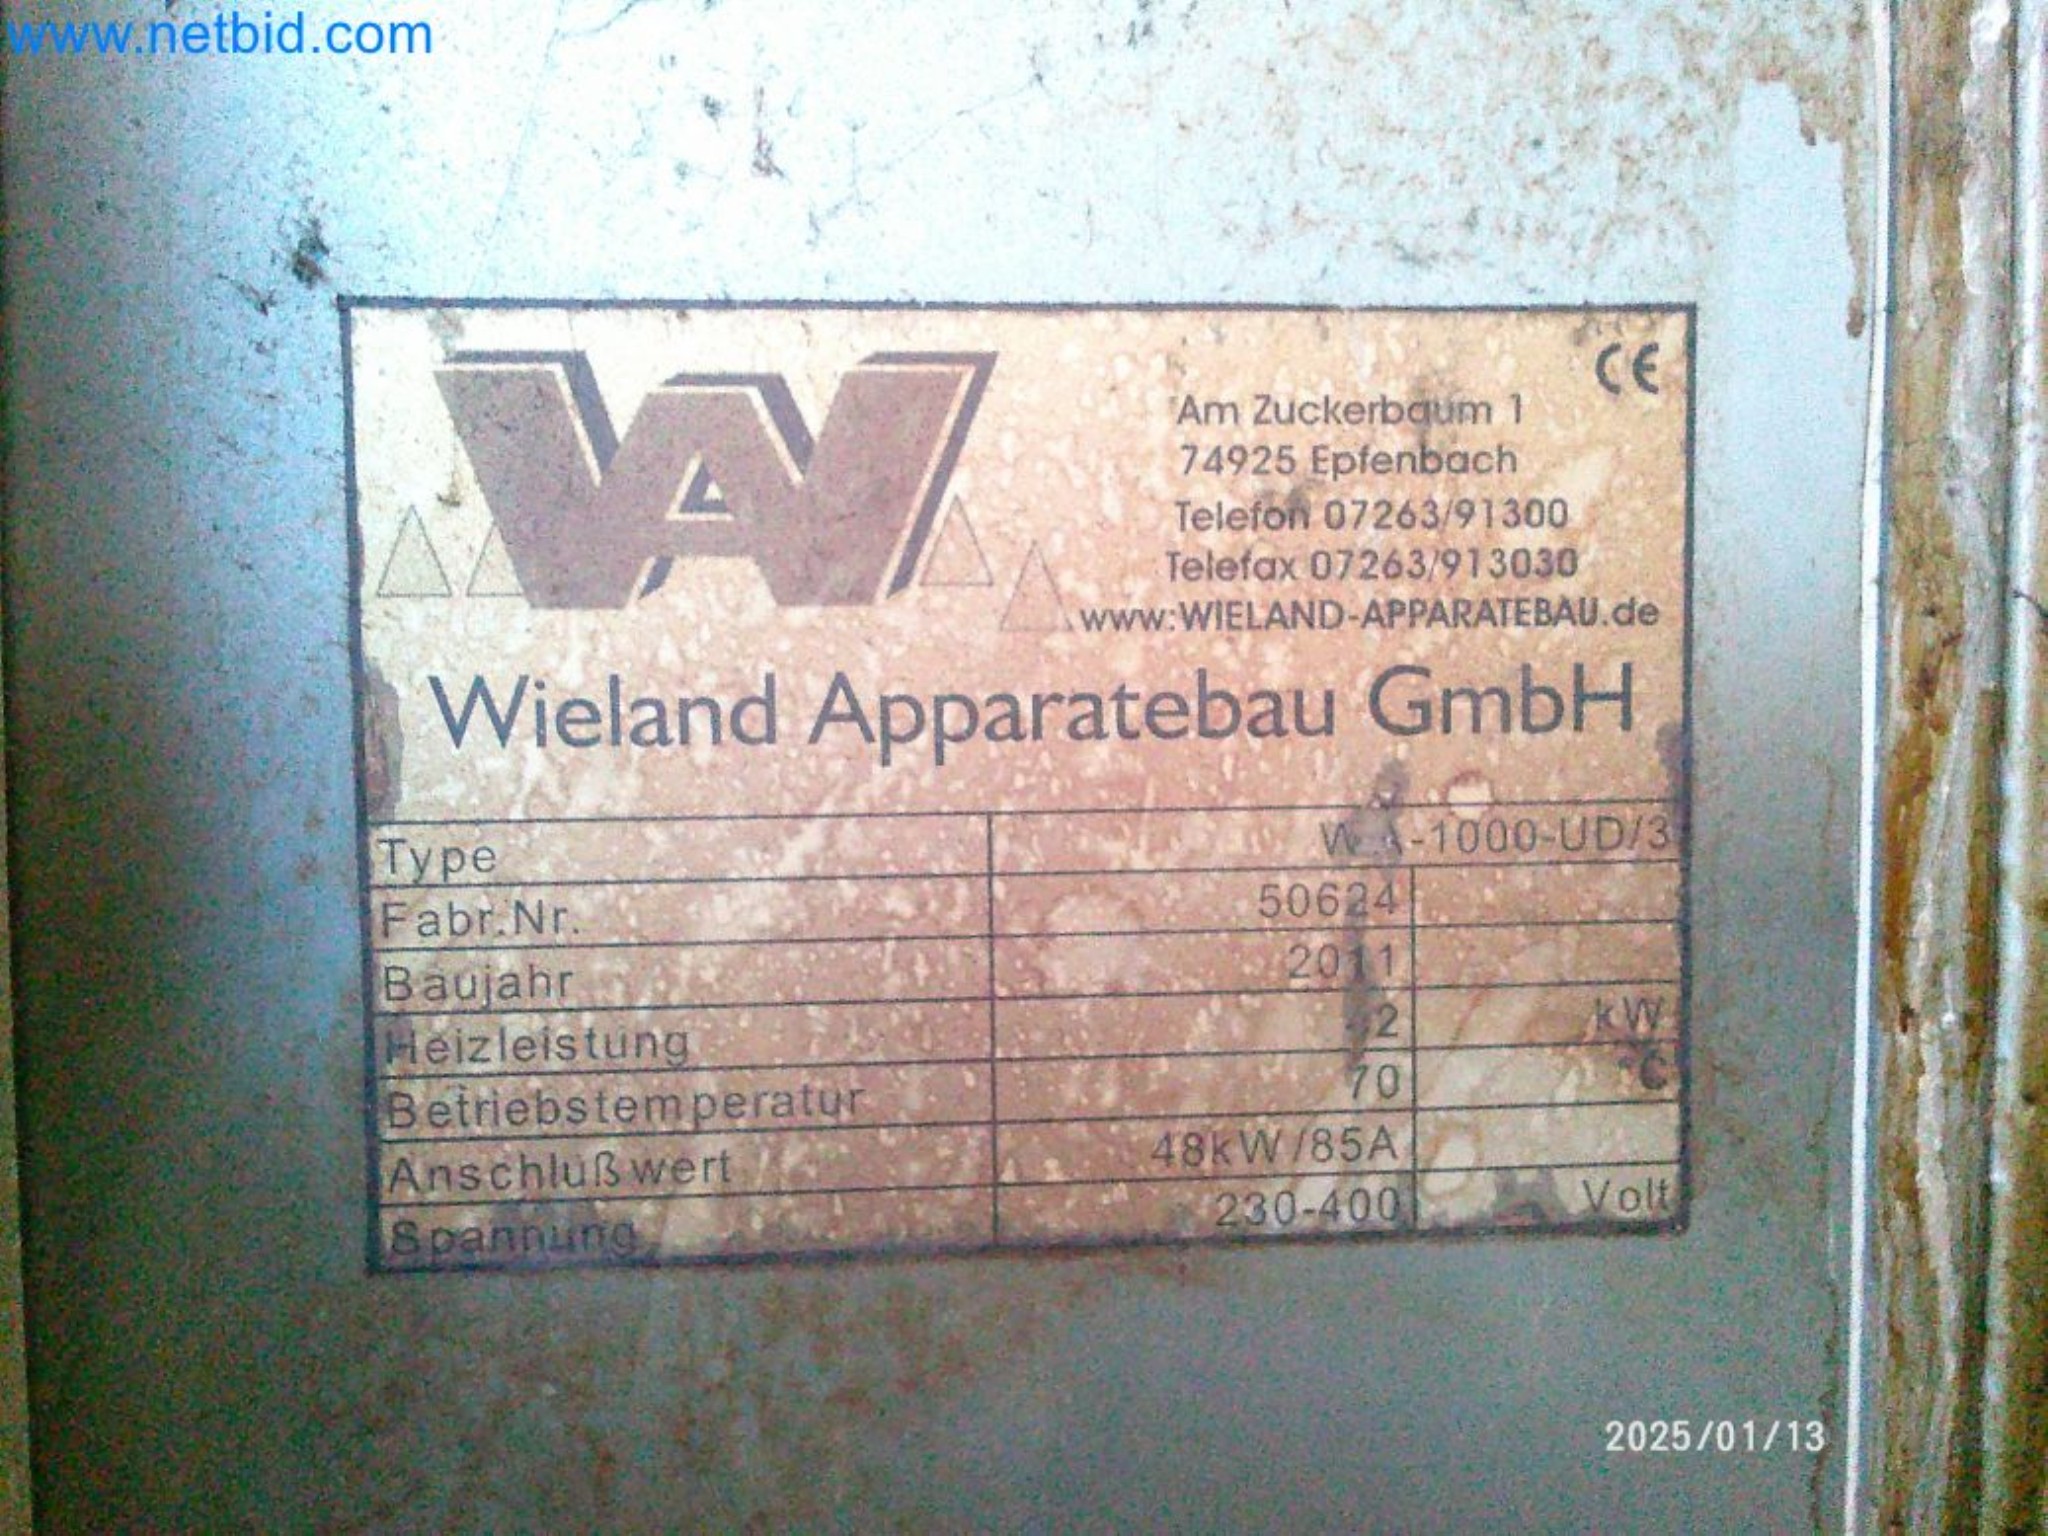 www.netbid.com
CE
Am Zuckerbaum 1
74925 Epfenbach
Telefon 07263/91300
Telefax 07263/913030
www:WIELAND-APPARATEBAU.de
WA
Wieland Apparatebau GmbH
Type -1000-UD/3
Fabr.Nr. 50624
Baujahr 2011
Heizleistung kW
Betriebstemperatur 70 °C
Anschlußwert 48kW/85A
Spannung 230-400 Volt
2025/01/13